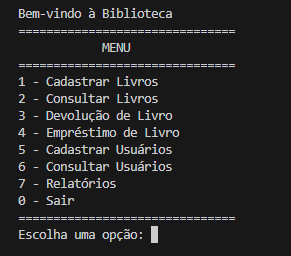 Bem-vindo à Biblioteca
===============================
MENU
===============================
1 - Cadastrar Livros
2 - Consultar Livros
3 - Devolução de Livro
4 - Empréstimo de Livro
5 - Cadastrar Usuários
6 - Consultar Usuários
7 - Relatórios
0 - Sair
===============================
Escolha uma opção: